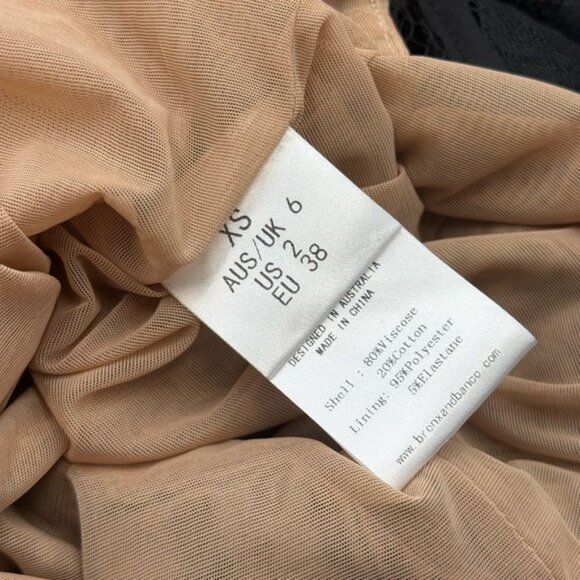 XS
AUS/UK 6
US 2
EU 38
DESIGNED IN AUSTRALIA
MADE IN CHINA
Shell : 80%Viscose
20%Cotton
Lining: 95%Polyester
5%Elastane
www.bronxandbanco.com